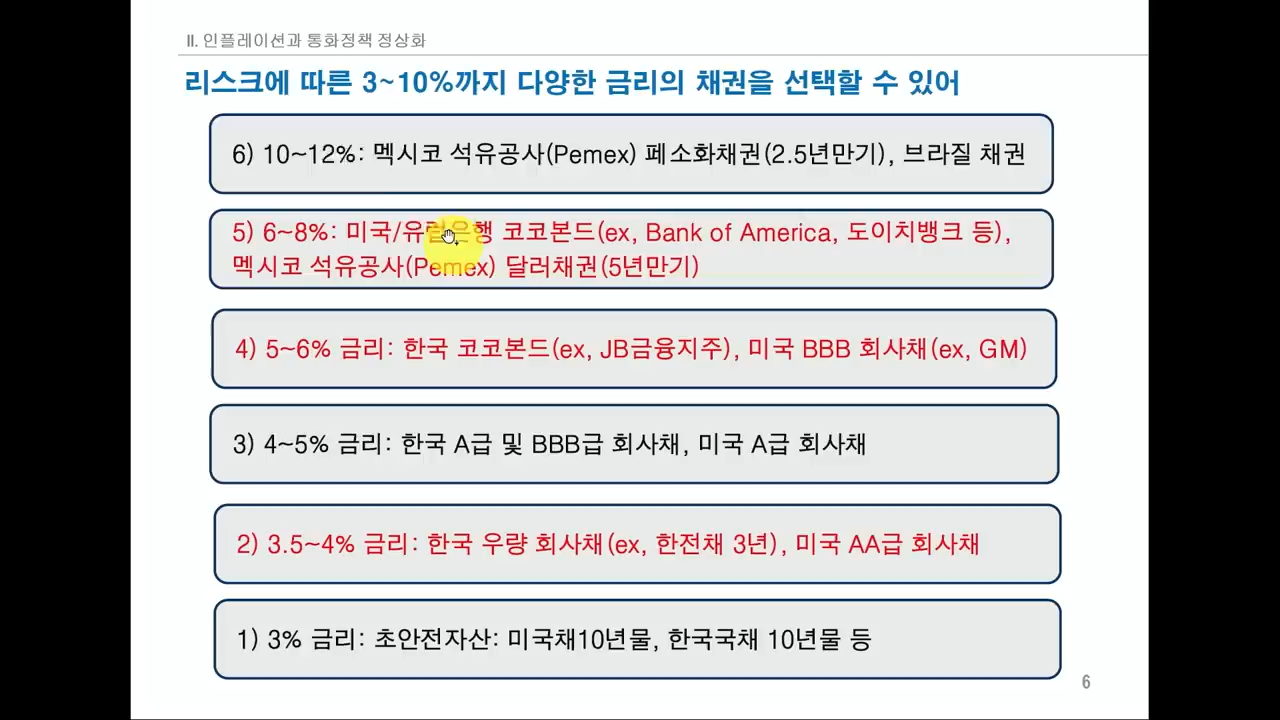 II. 인플레이션과 통화정책 정상화
리스크에 따른 3~10%까지 다양한 금리의 채권을 선택할 수 있어
6) 10~12%: 멕시코 석유공사(Pemex) 페소화채권(2.5년만기), 브라질 채권
5) 6~8%: 미국/유럽은행 코코본드(ex, Bank of America, 도이치뱅크 등),
멕시코 석유공사(Pemex) 달러채권(5년만기)
4) 5~6% 금리: 한국 코코본드(ex, JB금융지주), 미국 BBB 회사채(ex, GM)
3) 4~5% 금리: 한국 A급 및 BBB급 회사채, 미국 A급 회사채
2) 3.5~4% 금리: 한국 우량 회사채(ex, 한전채 3년), 미국 AA급 회사채
1) 3% 금리: 초안전자산: 미국채10년물, 한국국채 10년물 등
6